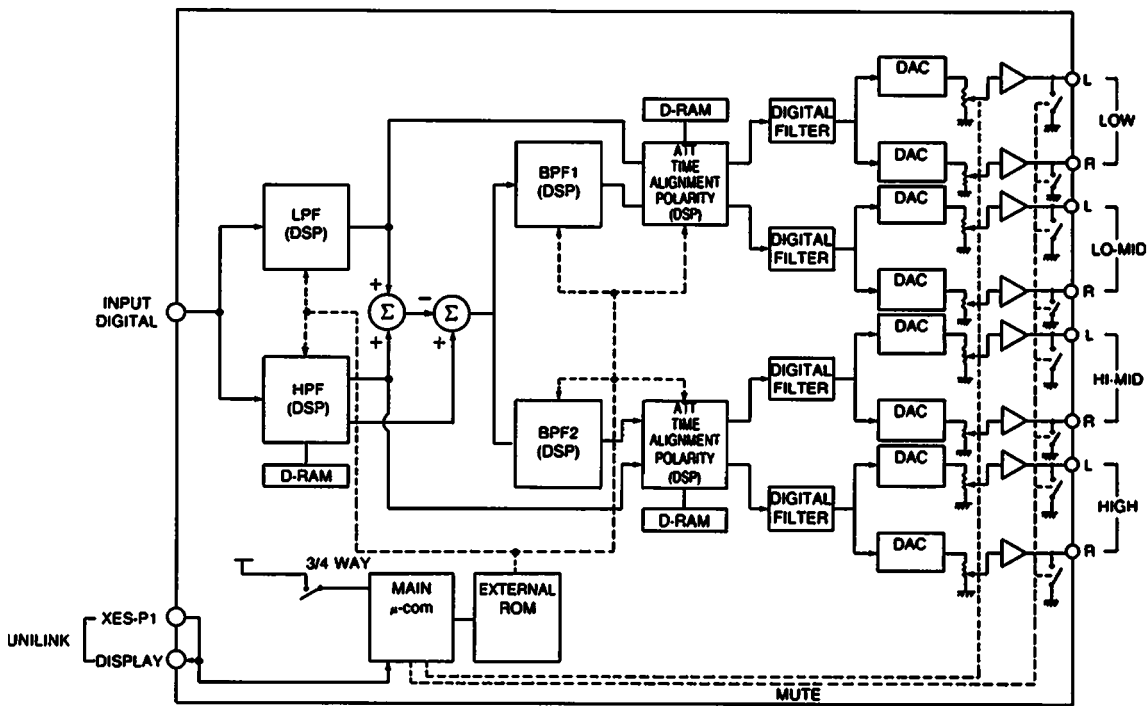 DAC
L
D-RAM
DIGITAL
FILTER
LOW
ATT
TIME
ALIGNMENT
POLARITY
(DSP)
BPF1
(DSP)
DAC
R
LPF
(DSP)
DAC
L
DIGITAL
FILTER
LO-MID
+
−
INPUT
DIGITAL
Σ
Σ
DAC
R
+
+
DAC
L
HPF
(DSP)
DIGITAL
FILTER
HI-MID
BPF2
(DSP)
ATT
TIME
ALIGNMENT
POLARITY
(DSP)
DAC
R
D-RAM
DAC
L
D-RAM
DIGITAL
FILTER
HIGH
DAC
R
3/4 WAY
MAIN
μ-com
EXTERNAL
ROM
XES-P1
UNILINK
DISPLAY
MUTE